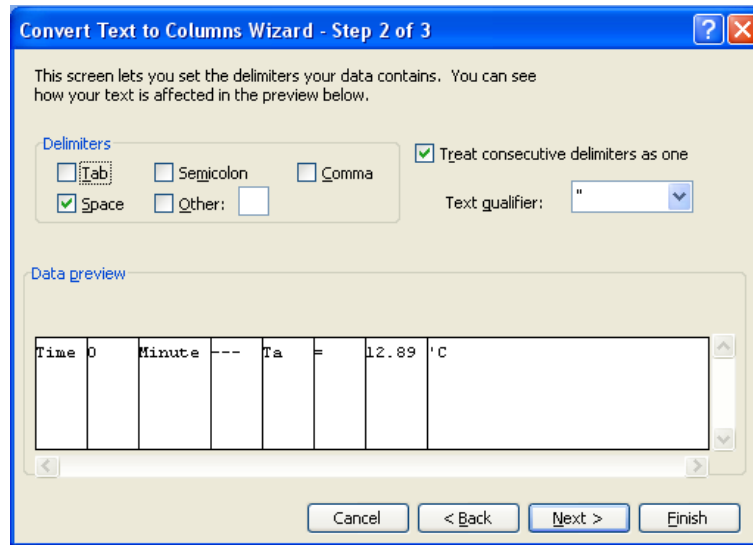 Convert Text to Columns Wizard - Step 2 of 3
This screen lets you set the delimiters your data contains. You can see
how your text is affected in the preview below.
Delimiters
Tab Semicolon Comma
Space Other:
Treat consecutive delimiters as one
Text qualifier: "
Data preview
Time 0 Minute --- Ta = 12.89 'C
Cancel < Back Next > Finish